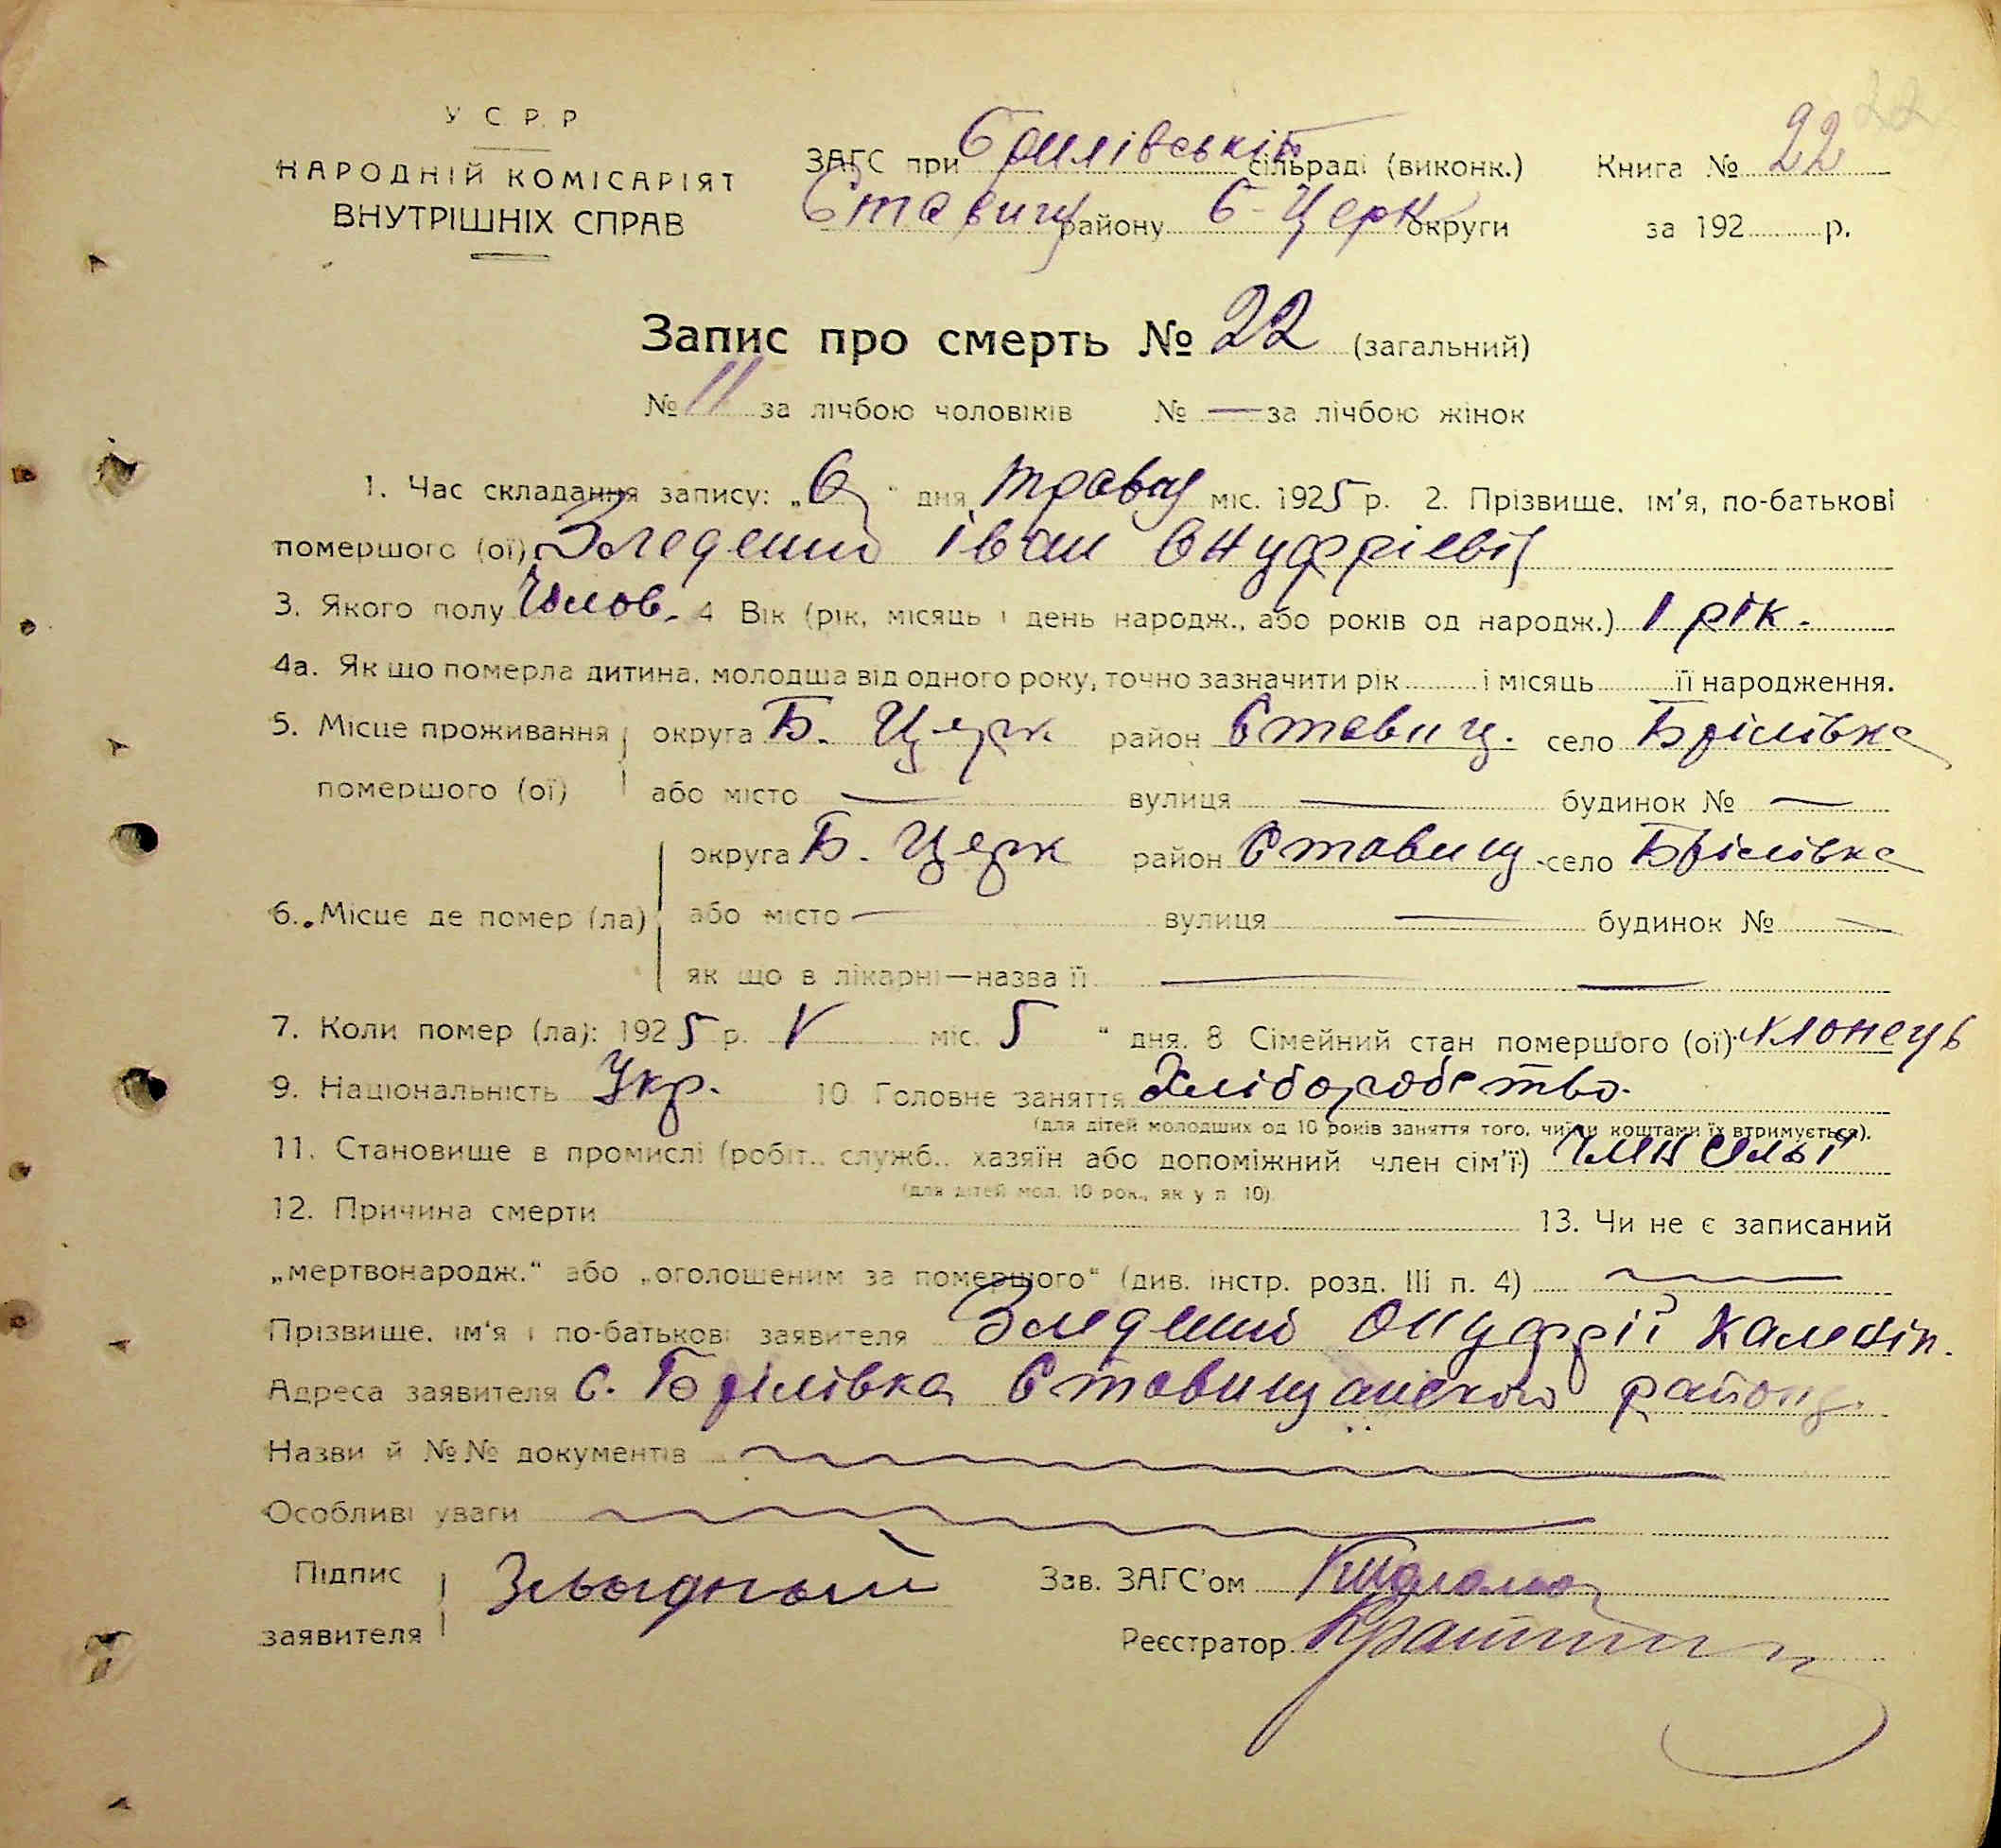 У С. Р. Р
НАРОДНІЙ КОМІСАРІЯТ
ВНУТРІШНІХ СПРАВ
ЗАГС при сільраді (виконк.) Книга № 22
Ставищ району Б-Церк округи за 192 р.
Запис про смерть № 22 (загальний)
№ 11 за лічбою чоловіків № — за лічбою жінок
1. Час складання запису: „6“ дня травня міс. 1925 р. 2. Прізвище, ім'я, по-батькові
помершого (ої) Іван Онуфрієвіч
3. Якого полу Чолов. 4 Вік (рік, місяць і день народж., або років од народж.) 1 рік.
4а. Як що померла дитина, молодша від одного року, точно зазначити рік і місяць її народження.
5. Місце проживання округа Б. Церк район Ставищ. село Брілівка
помершого (ої) або місто — вулиця — будинок № —
округа Б. Церк район Ставищ. село Брілівка
6. Місце де помер (ла) або місто — вулиця — будинок № —
як що в лікарні—назва її —
7. Коли помер (ла): 1925 р. V міс. 5 “ дня. 8 Сімейний стан помершого (ої) хлопець
9. Національність Укр. 10 Головне заняття Хліборобство.
(для дітей молодших од 10 років заняття того, чиїми коштами їх втримується).
11. Становище в промислі (робіт., служб., хазяїн або допоміжний член сім'ї)
(для дітей мол. 10 рок., як у п 10)
12. Причина смерти 13. Чи не є записаний
„мертвонародж.“ або „оголошеним за помершого“ (див. інстр. розд. III п. 4)
Прізвище, ім'я і по-батькові заявителя Онуфрій
Адреса заявителя с. Брілівка Ставищанского району.
Назви й №№ документів
Особливі уваги
Підпис Зав. ЗАГС'ом
заявителя Реєстратор